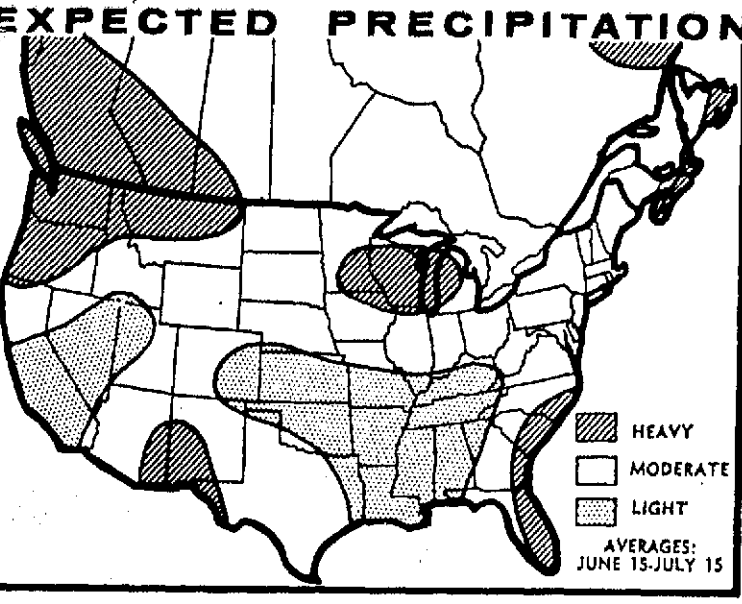 EXPECTED PRECIPITATION
HEAVY
MODERATE
LIGHT
AVERAGES:
JUNE 15-JULY 15